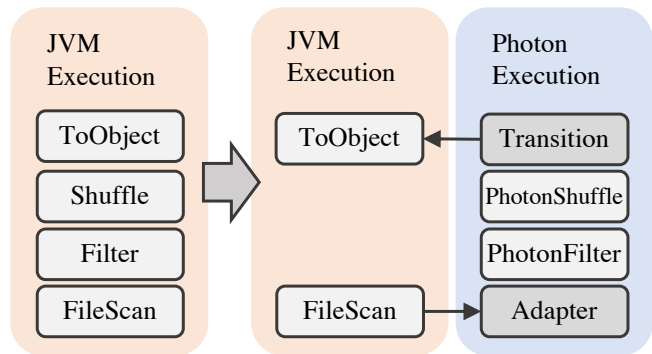 JVM
Execution
ToObject
Shuffle
Filter
FileScan
JVM
Execution
ToObject
FileScan
Photon
Execution
Transition
PhotonShuffle
PhotonFilter
Adapter